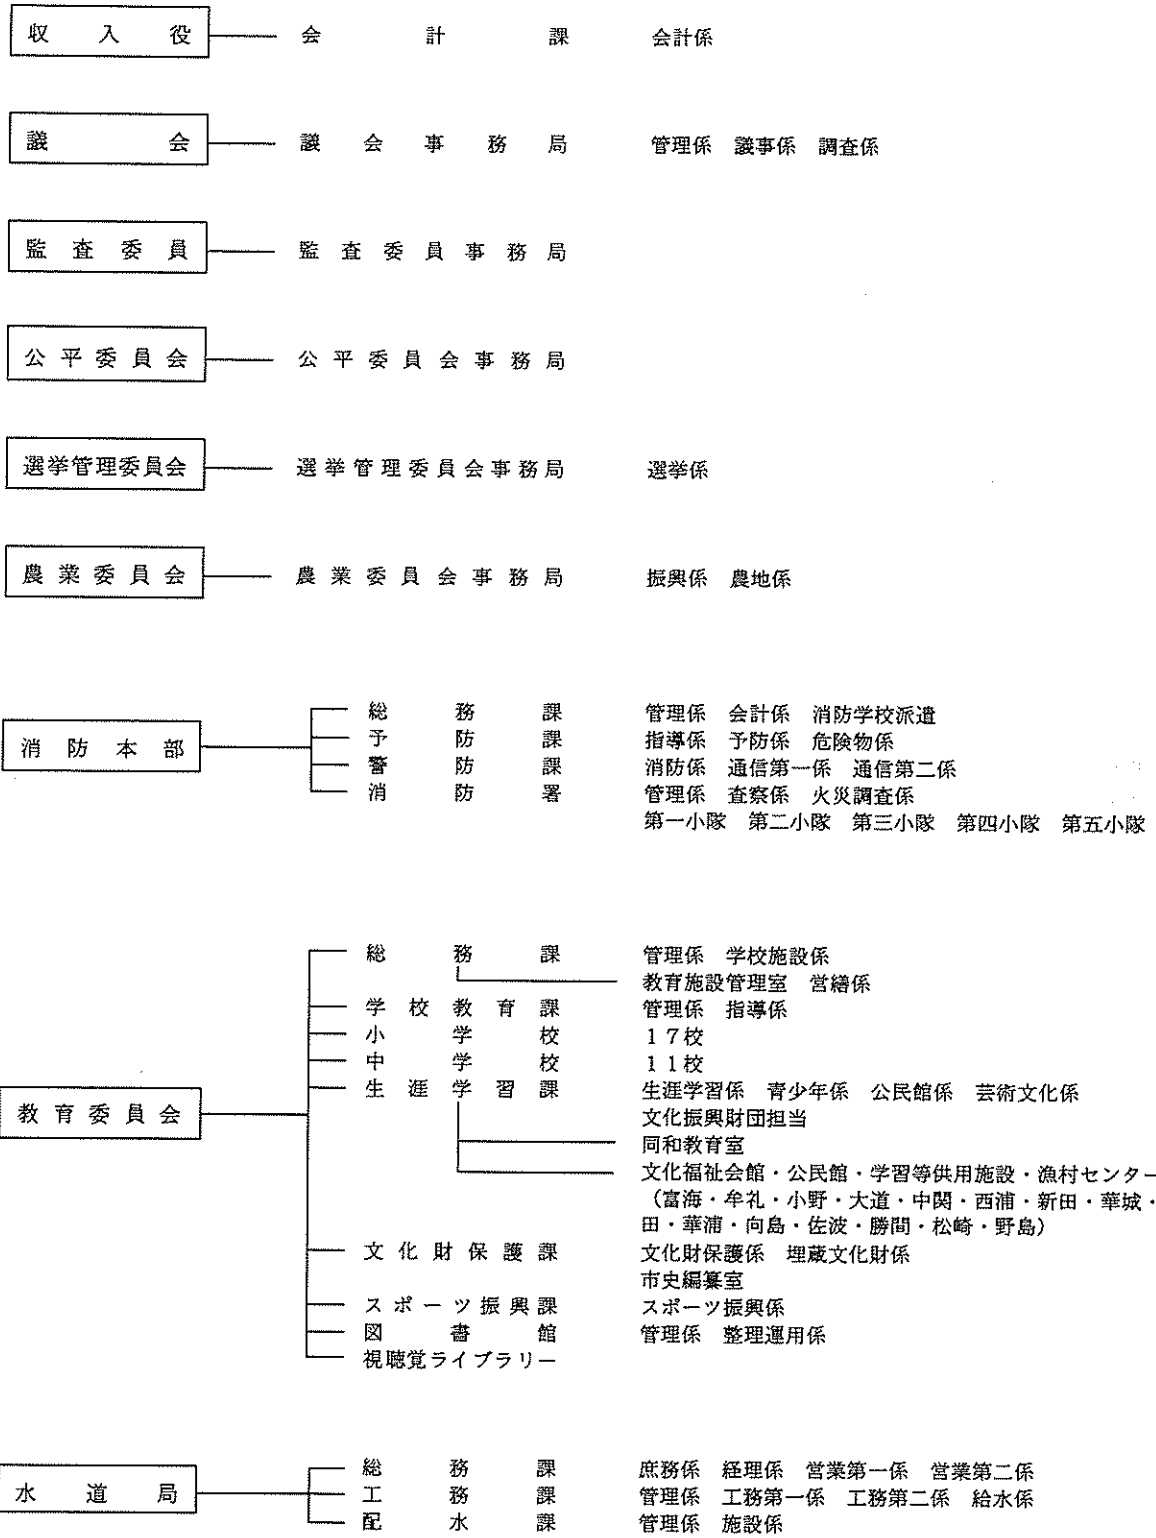 収入役 会計課 会計係
議会 議会事務局 管理係 議事係 調査係
監査委員 監査委員事務局
公平委員会 公平委員会事務局
選挙管理委員会 選挙管理委員会事務局 選挙係
農業委員会 農業委員会事務局 振興係 農地係
消防本部
総務課 管理係 会計係 消防学校派遣
予防課 指導係 予防係 危険物係
警防課 消防係 通信第一係 通信第二係
消防署 管理係 査察係 火災調査係
第一小隊 第二小隊 第三小隊 第四小隊 第五小隊
教育委員会
総務課 管理係 学校施設係
教育施設管理室 営繕係
学校教育課 管理係 指導係
小学校 17校
中学校 11校
生涯学習課 生涯学習係 青少年係 公民館係 芸術文化係
文化振興財団担当
同和教育室
文化福祉会館・公民館・学習等供用施設・漁村センター
（富海・牟礼・小野・大道・中関・西浦・新田・華城・
田・華浦・向島・佐波・勝間・松崎・野島）
文化財保護課 文化財保護係 埋蔵文化財係
市史編纂室
スポーツ振興課 スポーツ振興係
図書館 管理係 整理運用係
視聴覚ライブラリー
水道局
総務課 庶務係 経理係 営業第一係 営業第二係
工務課 管理係 工務第一係 工務第二係 給水係
配水課 管理係 施設係